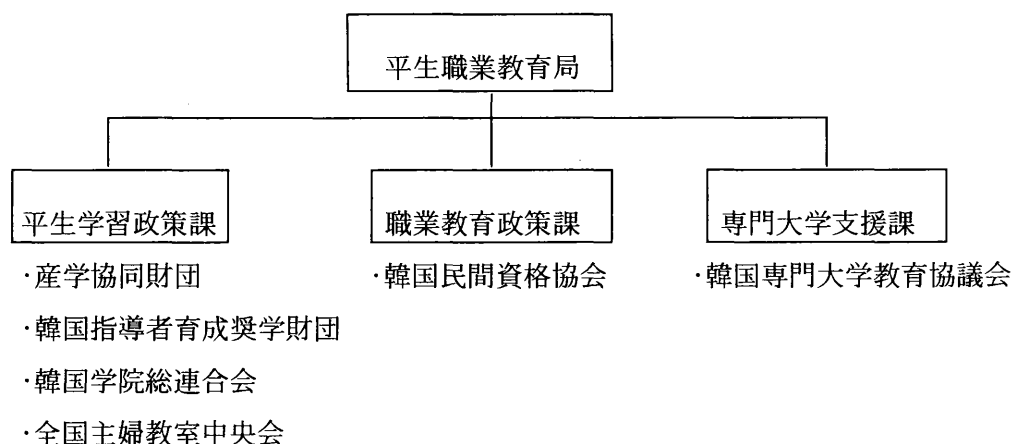 平生職業教育局
平生学習政策課
職業教育政策課
専門大学支援課
・産学協同財団
・韓国民間資格協会
・韓国専門大学教育協議会
・韓国指導者育成奨学財団
・韓国学院総連合会
・全国主婦教室中央会